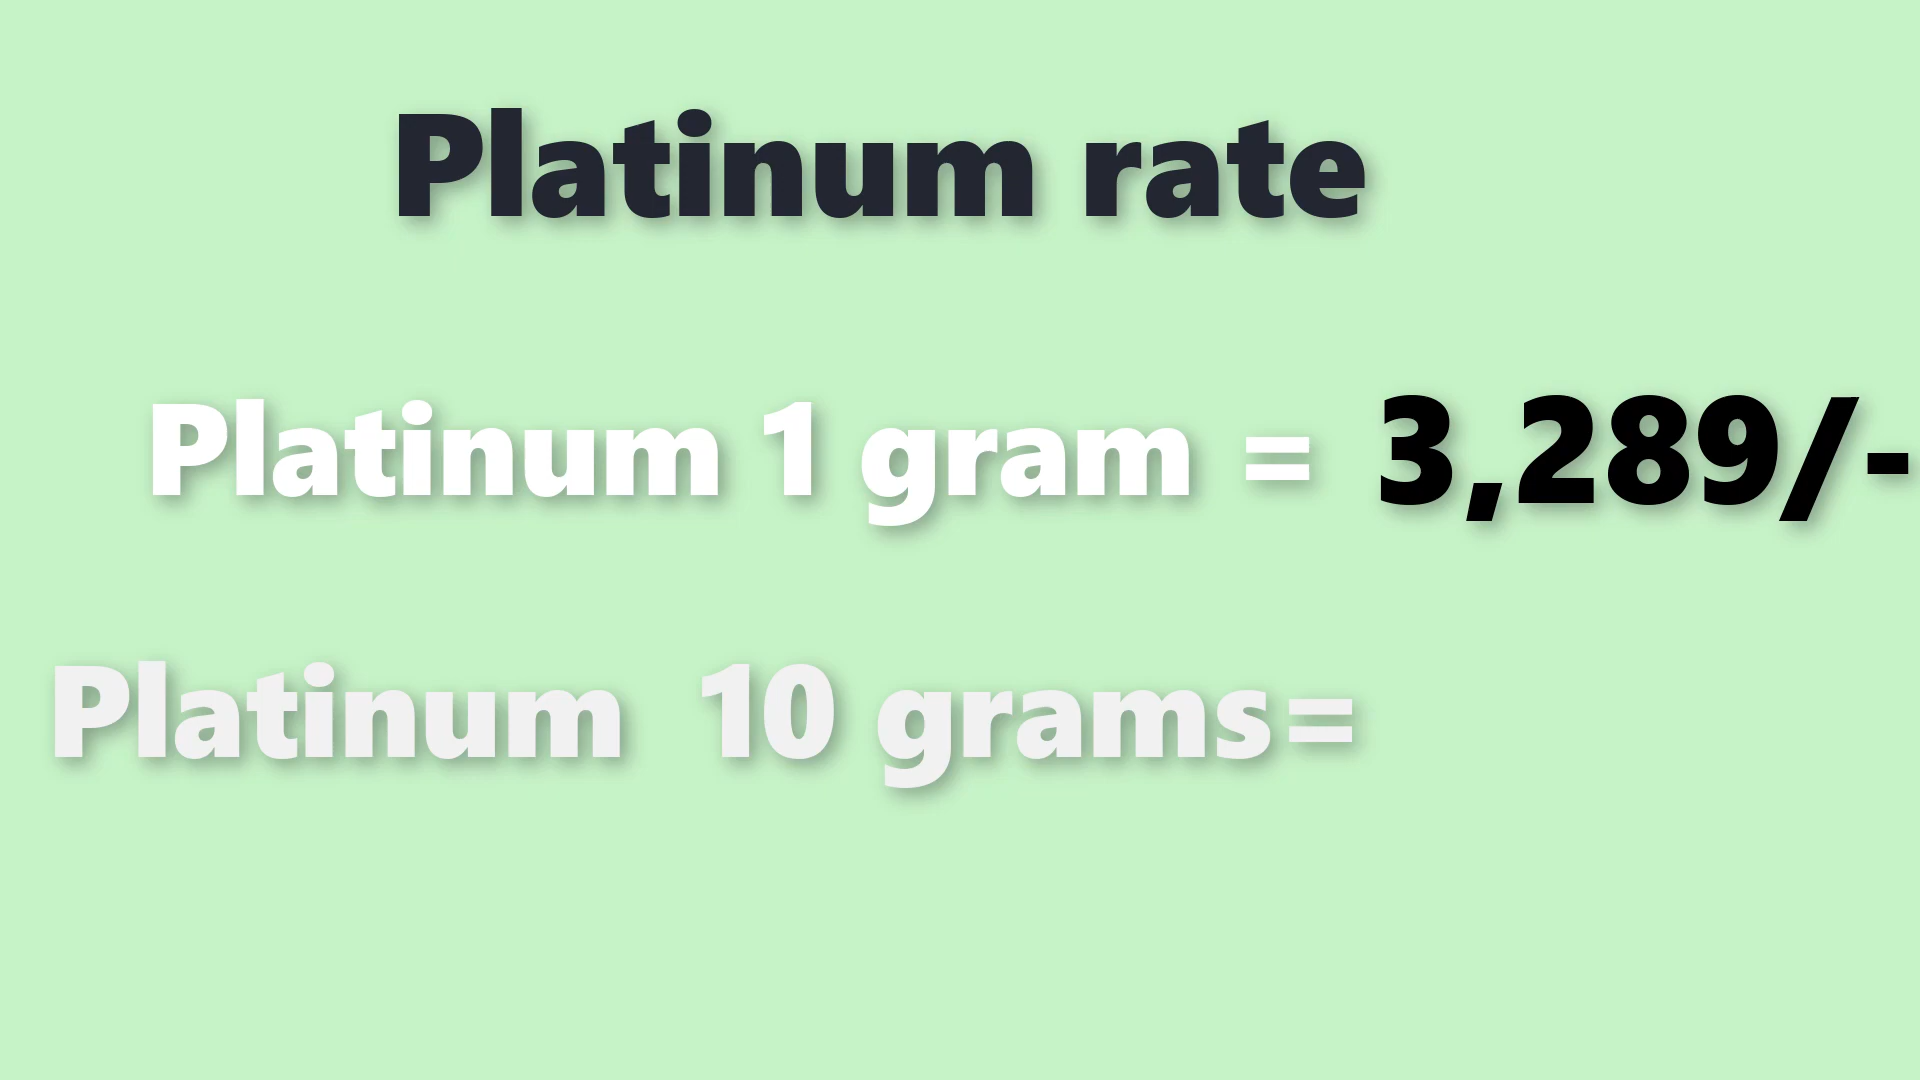 Platinum rate
Platinum 1 gram = 3,289/-
Platinum 10 grams=